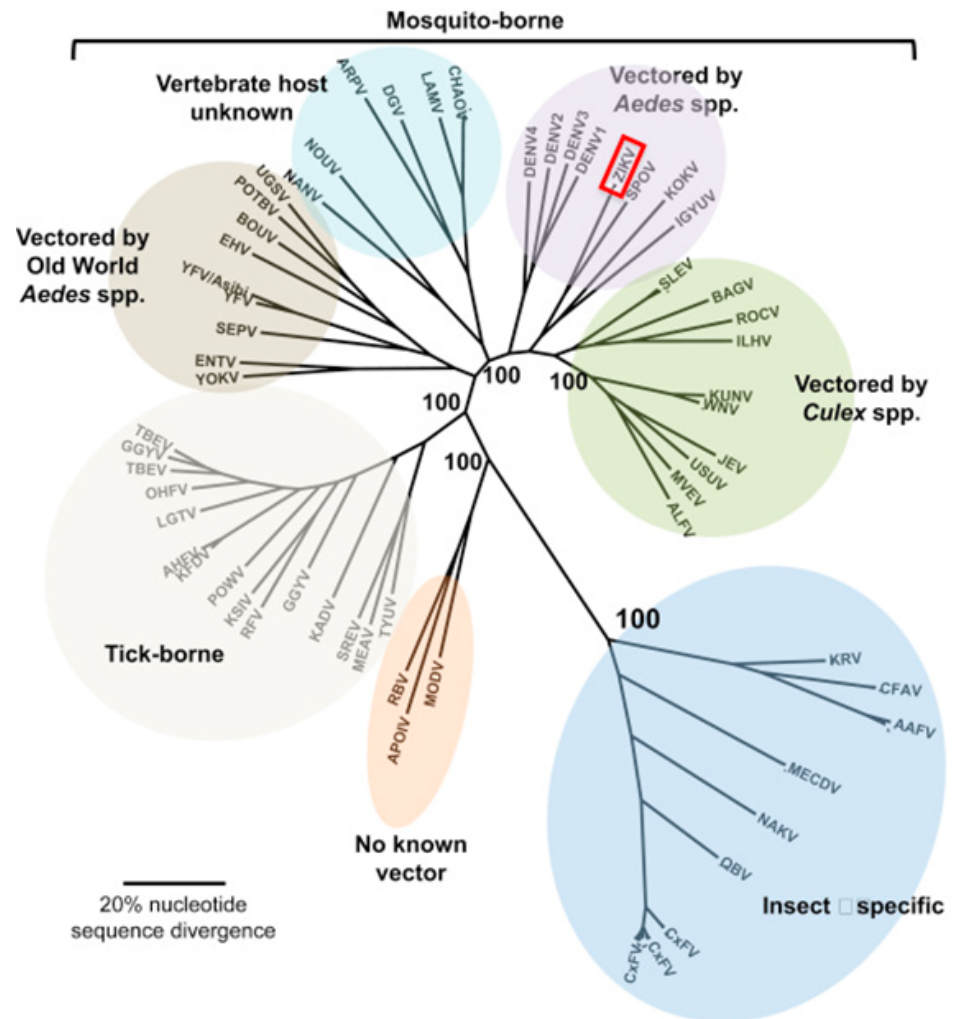 Mosquito-borne
Vertebrate host
unknown
ARPV
DGV
LAMV
CHAOV
NOUV
NANV
Vectored by
Aedes spp.
DENV4
DENV2
DENV3
DENV1
ZIKV
SPOV
KOKV
IGYUV
Vectored by
Old World
Aedes spp.
UGSV
POTBV
BOUV
EHV
YFV/Asibi
YFV
SEPV
ENTV
YOKV
SLEV
BAGV
ROCV
ILHV
KUNV
WNV
JEV
USUV
MVEV
ALFV
Vectored by
Culex spp.
100
100
100
100
100
TBEV
GGYV
TBEV
OHFV
LGTV
AHFV
KFDV
POWV
KSIV
RFV
GGYV
KADV
SREV
MEAV
TYUV
Tick-borne
RBV
APOIV
MODV
No known
vector
KRV
CFAV
AAFV
MECDV
NAKV
QBV
CxFV
CxFV
CxFV
Insect □specific
20% nucleotide
sequence divergence